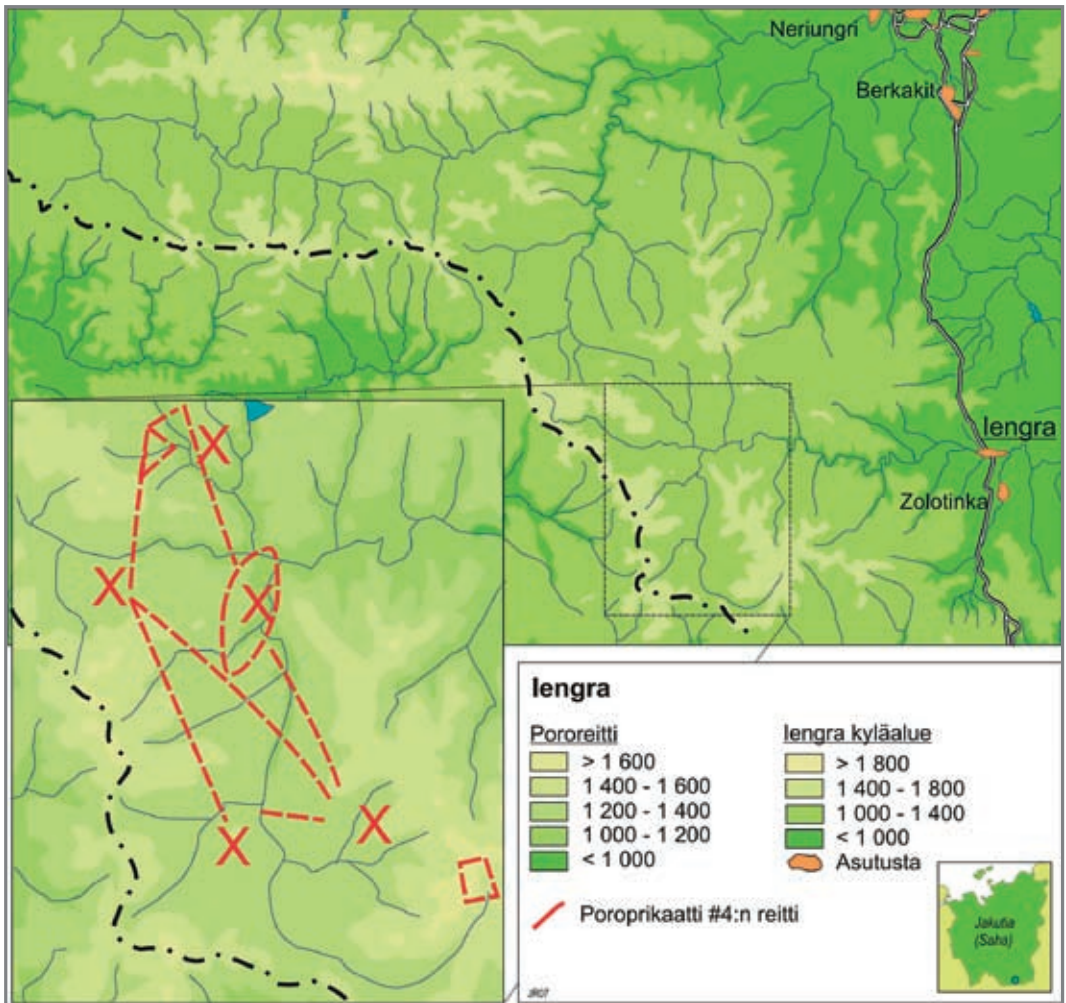 Neriungri
Berkakit
Iengra
Zolotinka
X
X
X
X
X
Iengra
Pororeitti
> 1 600
1 400 - 1 600
1 200 - 1 400
1 000 - 1 200
< 1 000
Poroprikaatti #4:n reitti
Iengra kyläalue
> 1 800
1 400 - 1 800
1 000 - 1 400
< 1 000
Asutusta
Jakutia
(Saha)
JR07